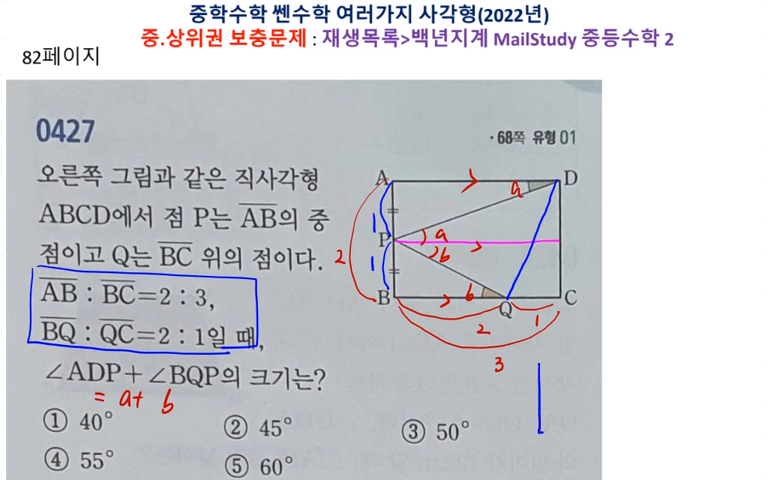 중학수학 쎈수학 여러가지 사각형(2022년)
중.상위권 보충문제 : 재생목록>백년지계 MailStudy 중등수학 2
82페이지
0427
• 68쪽 유형 01
오른쪽 그림과 같은 직사각형
ABCD에서 점 P는 AB의 중
점이고 Q는 BC 위의 점이다.
AB : BC=2 : 3,
BQ : QC=2 : 1일 때,
∠ADP+∠BQP의 크기는?
= a+ b
① 40° ② 45° ③ 50°
④ 55° ⑤ 60°
A D
a
1
P a
2 b
1
B b Q C
2 1
3